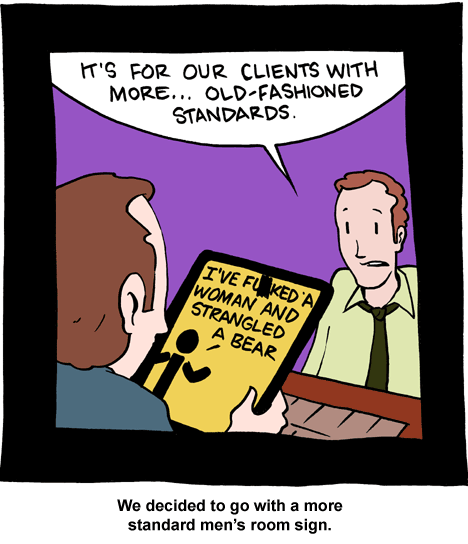 IT'S FOR OUR CLIENTS WITH
MORE... OLD-FASHIONED
STANDARDS.
I'VE FU█KED A
WOMAN AND
STRANGLED
A BEAR
We decided to go with a more
standard men's room sign.